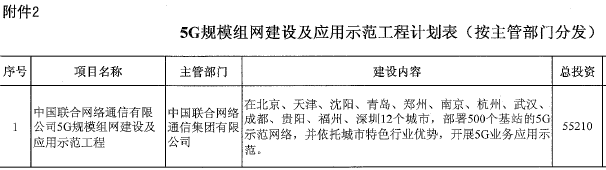 附件2
5G规模组网建设及应用示范工程计划表（按主管部门分发）
序号 项目名称 主管部门 建设内容 总投资
1 中国联合网络通信有限公司5G规模组网建设及应用示范工程 中国联合网络通信集团有限公司 在北京、天津、沈阳、青岛、郑州、南京、杭州、武汉、成都、贵阳、福州、深圳12个城市，部署500个基站的5G示范网络，并依托城市特色行业优势，开展5G业务应用示范。 55210